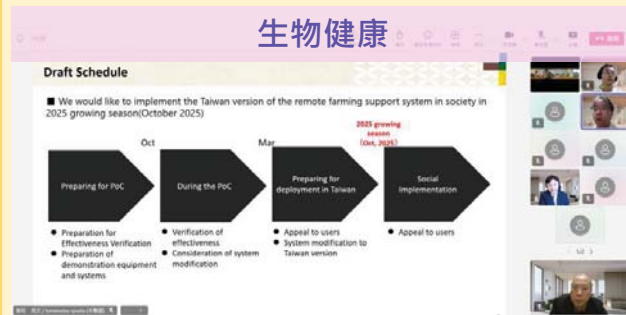 生物健康
Draft Schedule
■ We would like to implement the Taiwan version of the remote farming support system in society in
2025 growing season(October 2025)
2025 growing
season
(Oct, 2025)
Oct
Mar
Preparing for PoC
During the PoC
Preparing for
deployment in Taiwan
Social
Implementation
● Preparation for
Effectiveness Verification
● Preparation of
demonstration equipment
and systems
● Verification of
effectiveness
● Consideration of system
modification
● Appeal to users
● System modification to
Taiwan version
● Appeal to users
1/2